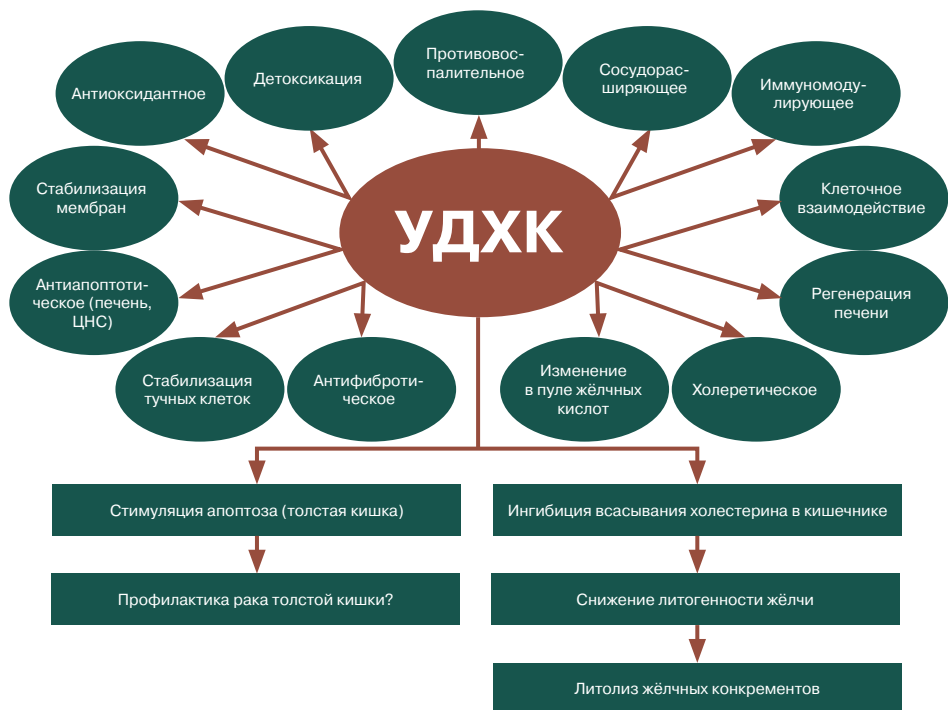 Противовос-
палительное
Детоксикация
Сосудорас-
ширяющее
Антиоксидантное
Иммуномоду-
лирующее
УДХК
Стабилизация
мембран
Клеточное
взаимодействие
Антиапоптоти-
ческое (печень,
ЦНС)
Регенерация
печени
Стабилизация
тучных клеток
Антифиброти-
ческое
Изменение
в пуле жёлчных
кислот
Холеретическое
Стимуляция апоптоза (толстая кишка)
Ингибиция всасывания холестерина в кишечнике
Профилактика рака толстой кишки?
Снижение литогенности жёлчи
Литолиз жёлчных конкрементов